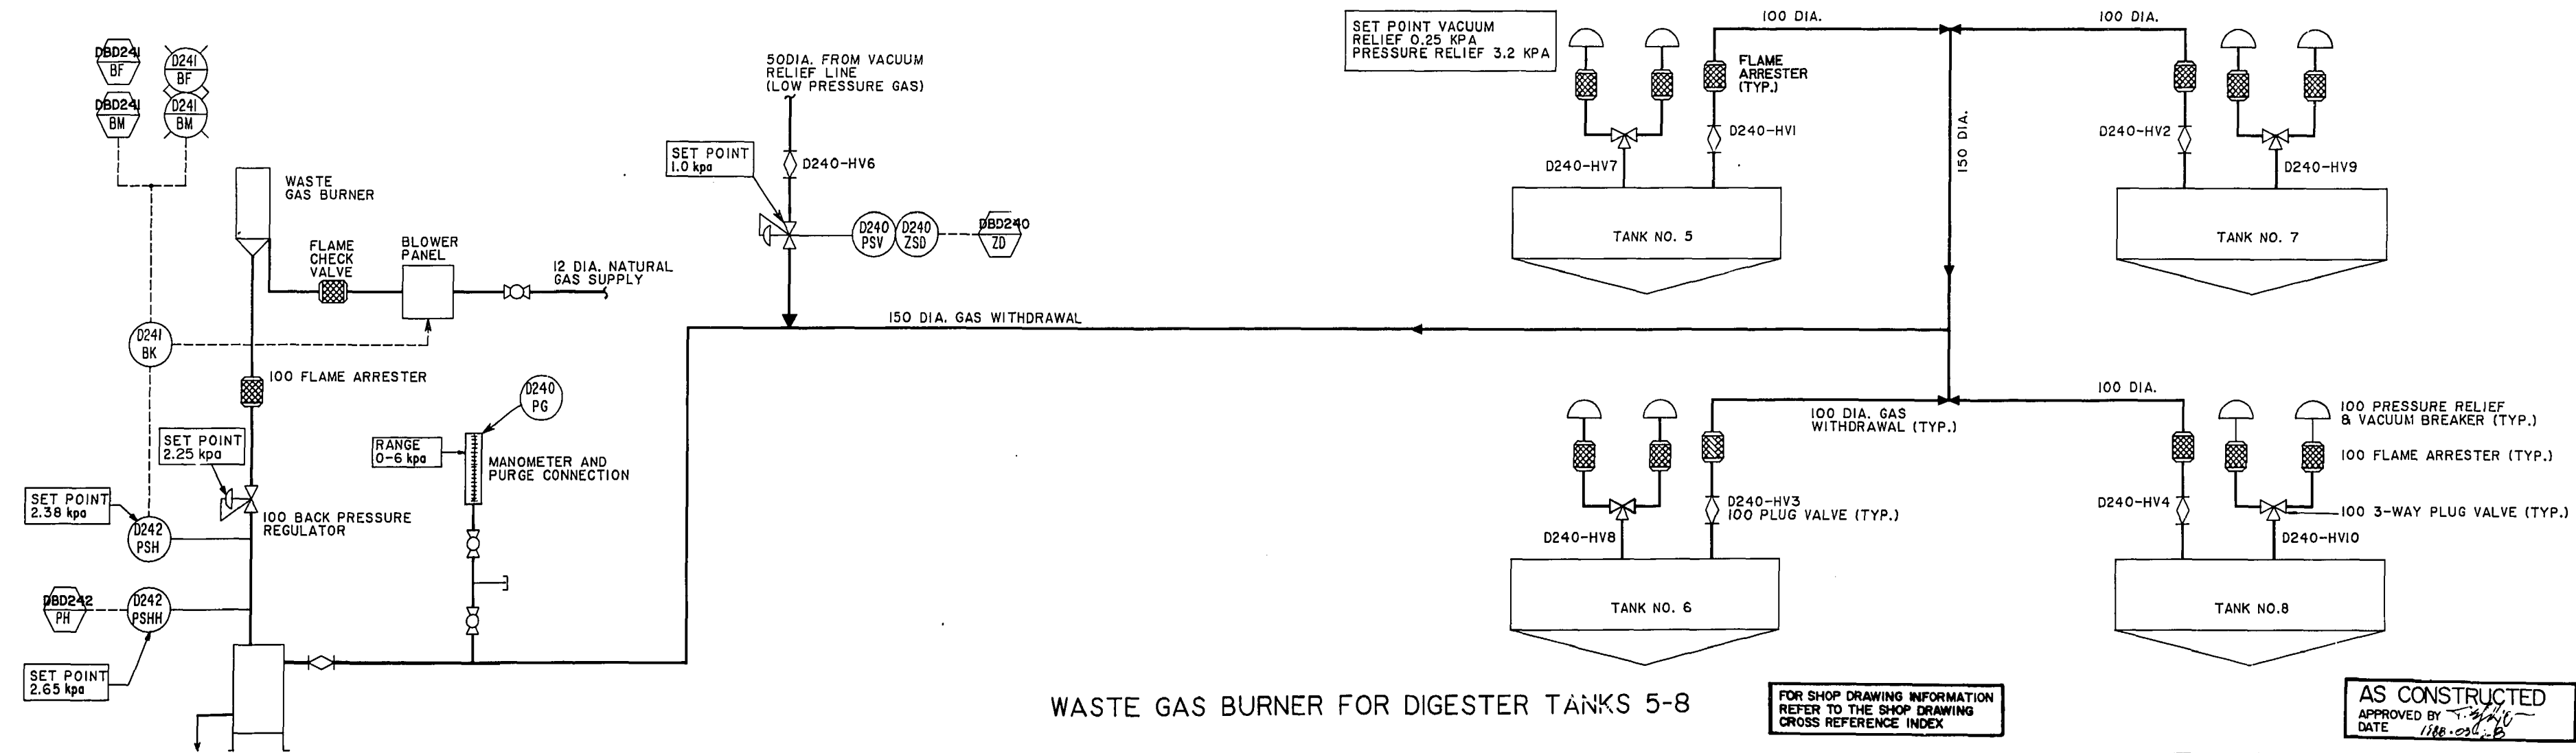 DBD241
BF
D241
BF
DBD241
BM
D241
BM
WASTE
GAS BURNER
FLAME
CHECK
VALVE
BLOWER
PANEL
12 DIA. NATURAL
GAS SUPPLY
D241
BK
100 FLAME ARRESTER
SET POINT
2.25 kpa
SET POINT
2.38 kpa
100 BACK PRESSURE
REGULATOR
D242
PSH
DBD242
PH
D242
PSHH
SET POINT
2.65 kpa
D240
PG
RANGE
0-6 kpa
MANOMETER AND
PURGE CONNECTION
50DIA. FROM VACUUM
RELIEF LINE
(LOW PRESSURE GAS)
SET POINT
1.0 kpa
D240-HV6
D240
PSV
D240
ZSD
DBD240
ZD
150 DIA. GAS WITHDRAWAL
SET POINT VACUUM
RELIEF 0.25 KPA
PRESSURE RELIEF 3.2 KPA
100 DIA.
100 DIA.
FLAME
ARRESTER
(TYP.)
D240-HV1
D240-HV7
TANK NO. 5
150 DIA.
D240-HV2
D240-HV9
TANK NO. 7
100 DIA. GAS
WITHDRAWAL (TYP.)
100 DIA.
D240-HV3
100 PLUG VALVE (TYP.)
D240-HV8
TANK NO. 6
D240-HV4
100 PRESSURE RELIEF
& VACUUM BREAKER (TYP.)
100 FLAME ARRESTER (TYP.)
100 3-WAY PLUG VALVE (TYP.)
D240-HV10
TANK NO.8
WASTE GAS BURNER FOR DIGESTER TANKS 5-8
FOR SHOP DRAWING INFORMATION
REFER TO THE SHOP DRAWING
CROSS REFERENCE INDEX
AS CONSTRUCTED
APPROVED BY
DATE